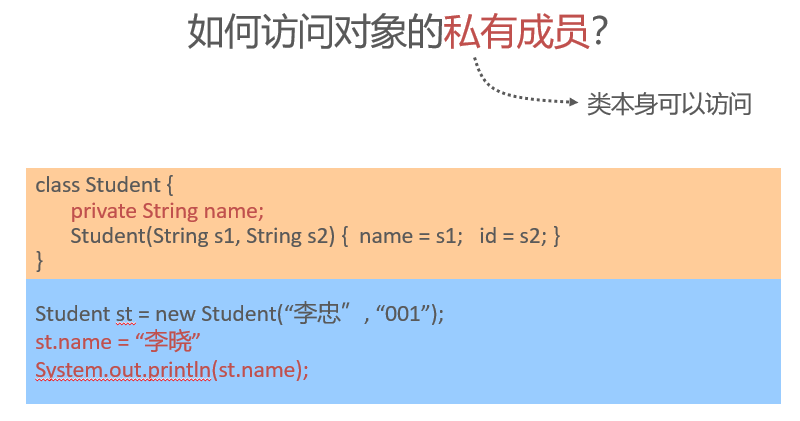 如何访问对象的私有成员?
类本身可以访问
class Student {
private String name;
Student(String s1, String s2) { name = s1; id = s2; }
}
Student st = new Student(“李忠” , “001”);
st.name = “李晓”
System.out.println(st.name);